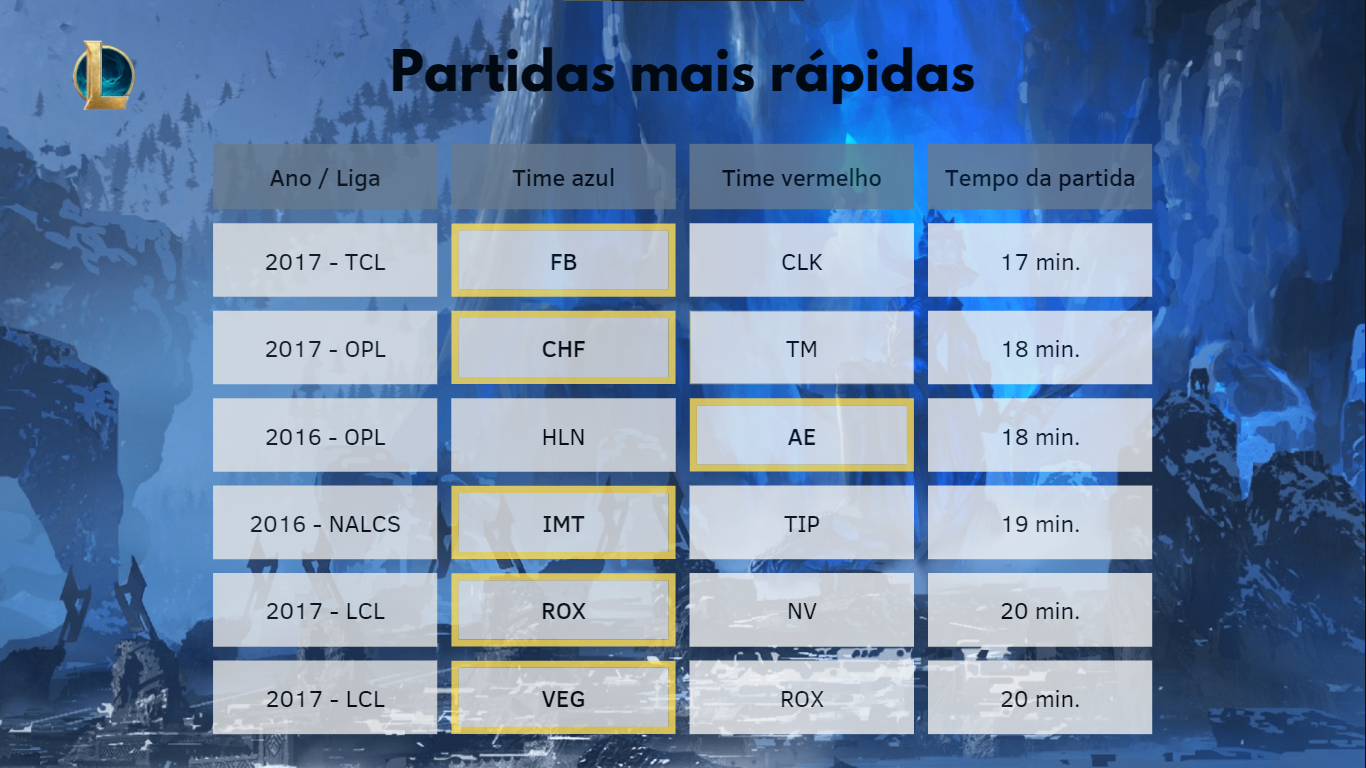 Partidas mais rápidas
Ano / Liga Time azul Time vermelho Tempo da partida
2017 - TCL FB CLK 17 min.
2017 - OPL CHF TM 18 min.
2016 - OPL HLN AE 18 min.
2016 - NALCS IMT TIP 19 min.
2017 - LCL ROX NV 20 min.
2017 - LCL VEG ROX 20 min.